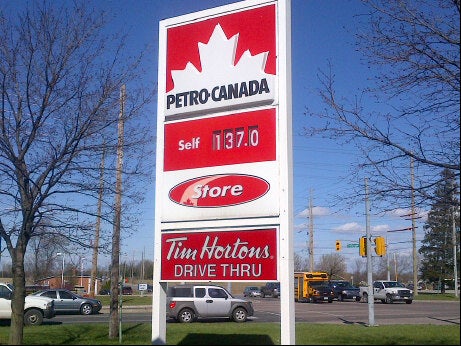 PETRO-CANADA
Self 137.0
Store
Tim Hortons
DRIVE THRU